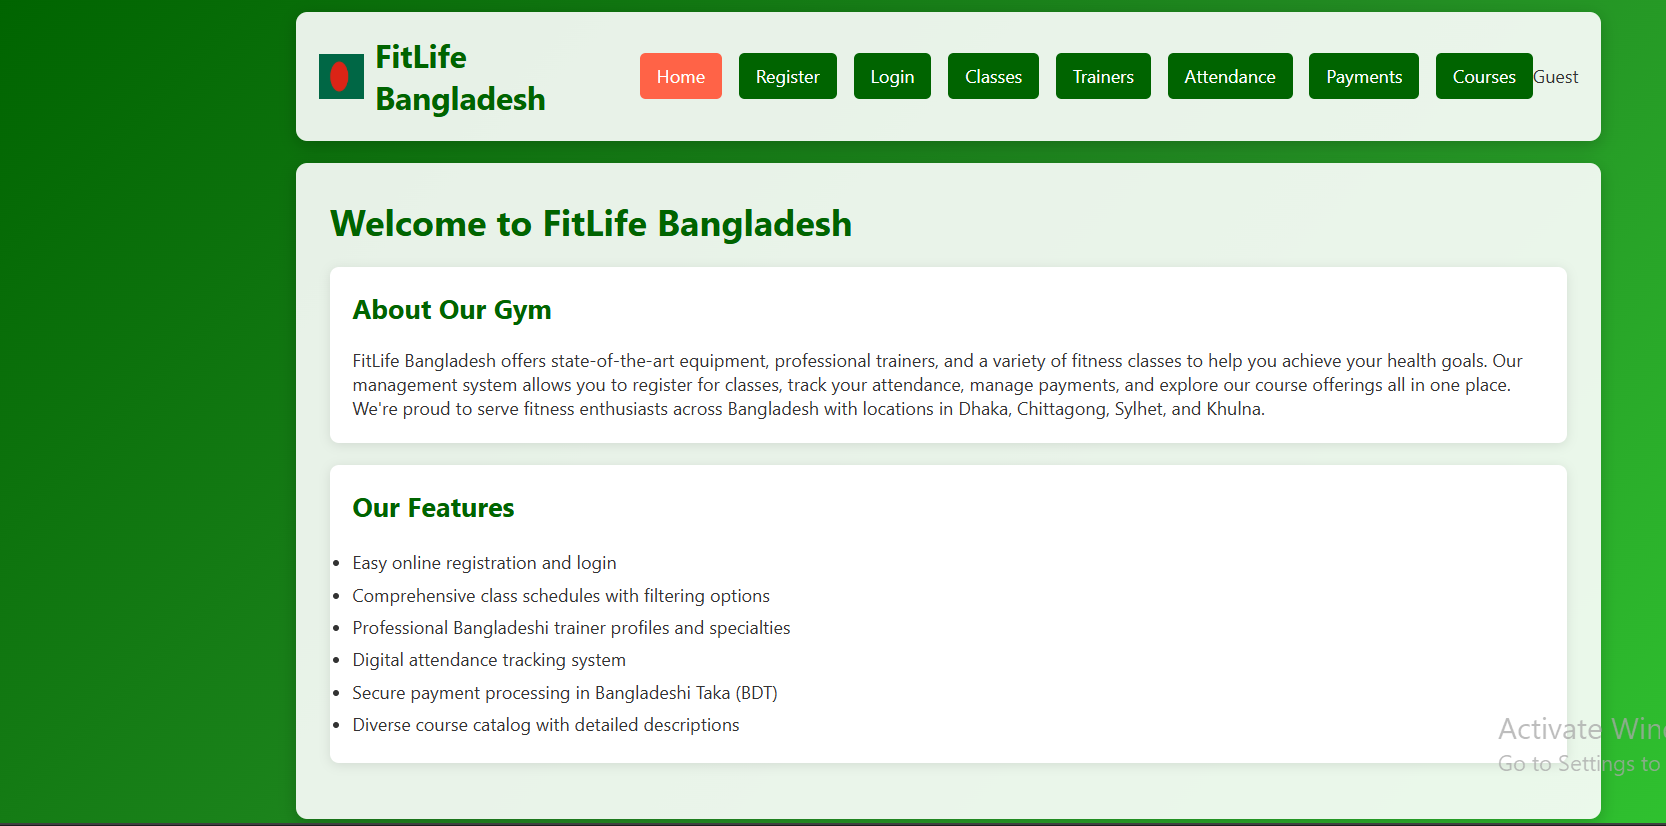 FitLife
Bangladesh
Home Register Login Classes Trainers Attendance Payments Courses Guest
Welcome to FitLife Bangladesh
About Our Gym
FitLife Bangladesh offers state-of-the-art equipment, professional trainers, and a variety of fitness classes to help you achieve your health goals. Our
management system allows you to register for classes, track your attendance, manage payments, and explore our course offerings all in one place.
We're proud to serve fitness enthusiasts across Bangladesh with locations in Dhaka, Chittagong, Sylhet, and Khulna.
Our Features
• Easy online registration and login
• Comprehensive class schedules with filtering options
• Professional Bangladeshi trainer profiles and specialties
• Digital attendance tracking system
• Secure payment processing in Bangladeshi Taka (BDT)
• Diverse course catalog with detailed descriptions
Activate Win
Go to Settings to